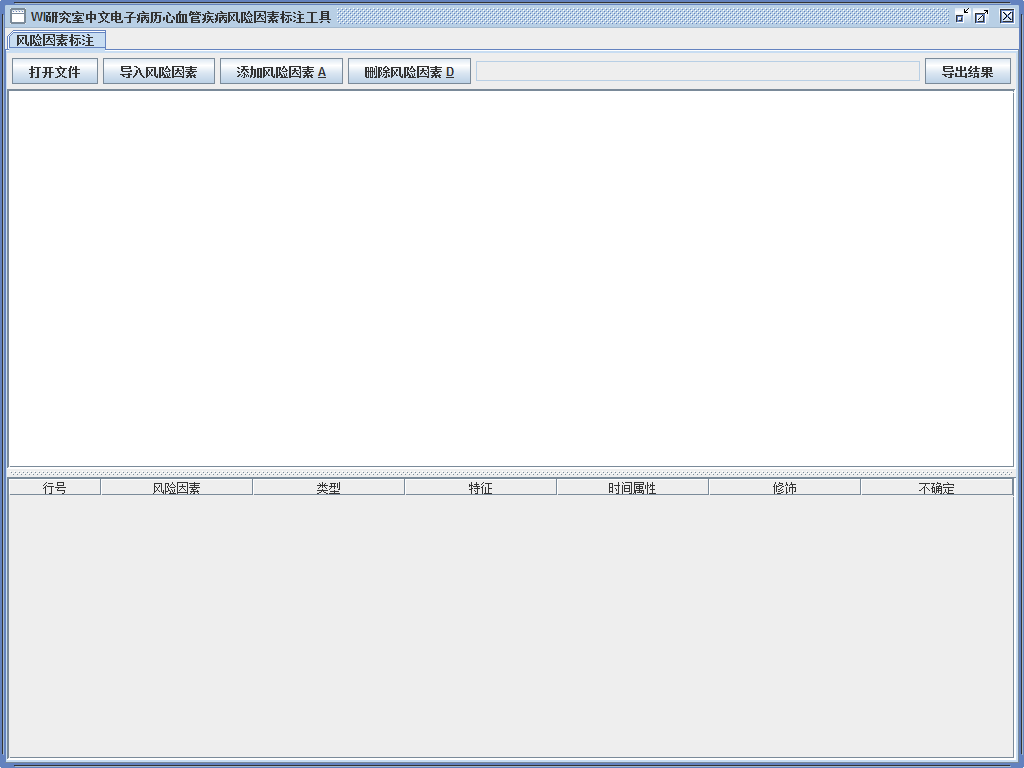 WI研究室中文电子病历心血管疾病风险因素标注工具
风险因素标注
打开文件 导入风险因素 添加风险因素 A 删除风险因素 D 导出结果
行号 风险因素 类型 特征 时间属性 修饰 不确定